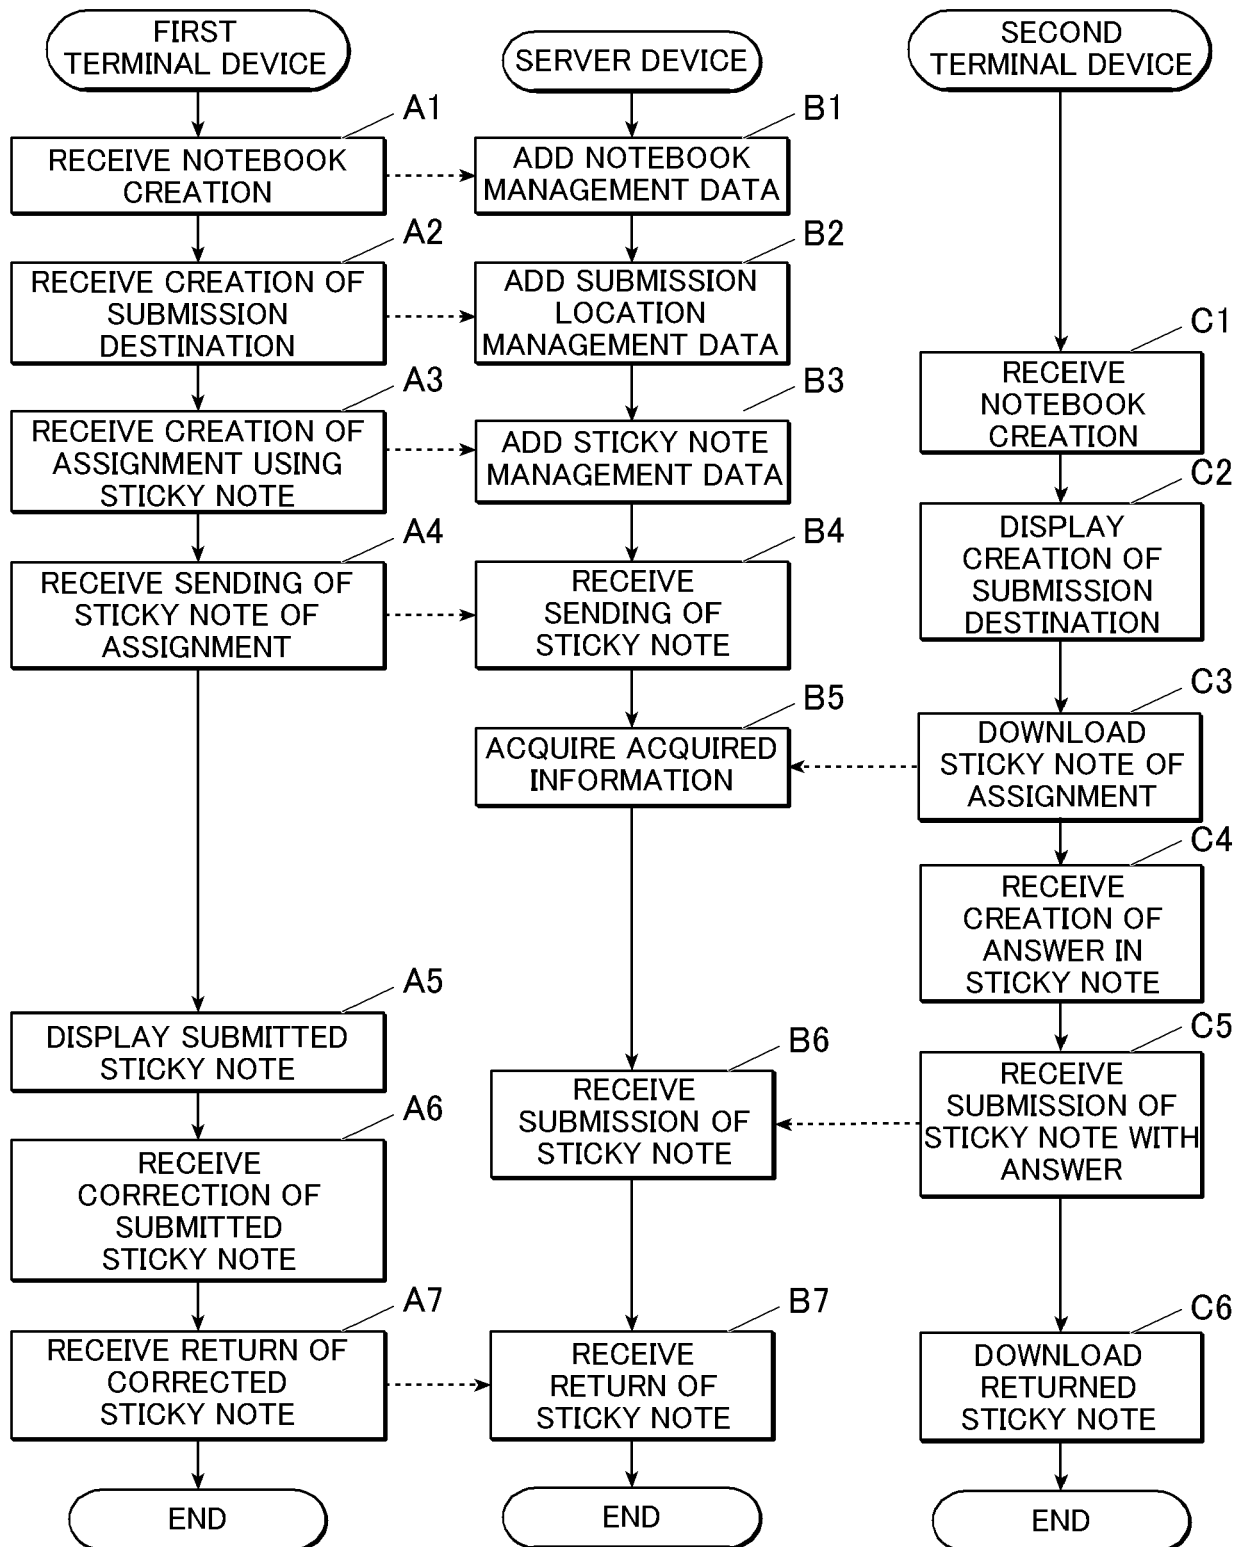 FIRST
TERMINAL DEVICE
A1
RECEIVE NOTEBOOK
CREATION
A2
RECEIVE CREATION OF
SUBMISSION
DESTINATION
A3
RECEIVE CREATION OF
ASSIGNMENT USING
STICKY NOTE
A4
RECEIVE SENDING OF
STICKY NOTE OF
ASSIGNMENT
A5
DISPLAY SUBMITTED
STICKY NOTE
A6
RECEIVE
CORRECTION OF
SUBMITTED
STICKY NOTE
A7
RECEIVE RETURN OF
CORRECTED
STICKY NOTE
END
SERVER DEVICE
B1
ADD NOTEBOOK
MANAGEMENT DATA
B2
ADD SUBMISSION
LOCATION
MANAGEMENT DATA
B3
ADD STICKY NOTE
MANAGEMENT DATA
B4
RECEIVE
SENDING OF
STICKY NOTE
B5
ACQUIRE ACQUIRED
INFORMATION
B6
RECEIVE
SUBMISSION OF
STICKY NOTE
B7
RECEIVE
RETURN OF
STICKY NOTE
END
SECOND
TERMINAL DEVICE
C1
RECEIVE
NOTEBOOK
CREATION
C2
DISPLAY
CREATION OF
SUBMISSION
DESTINATION
C3
DOWNLOAD
STICKY NOTE OF
ASSIGNMENT
C4
RECEIVE
CREATION OF
ANSWER IN
STICKY NOTE
C5
RECEIVE
SUBMISSION OF
STICKY NOTE WITH
ANSWER
C6
DOWNLOAD
RETURNED
STICKY NOTE
END